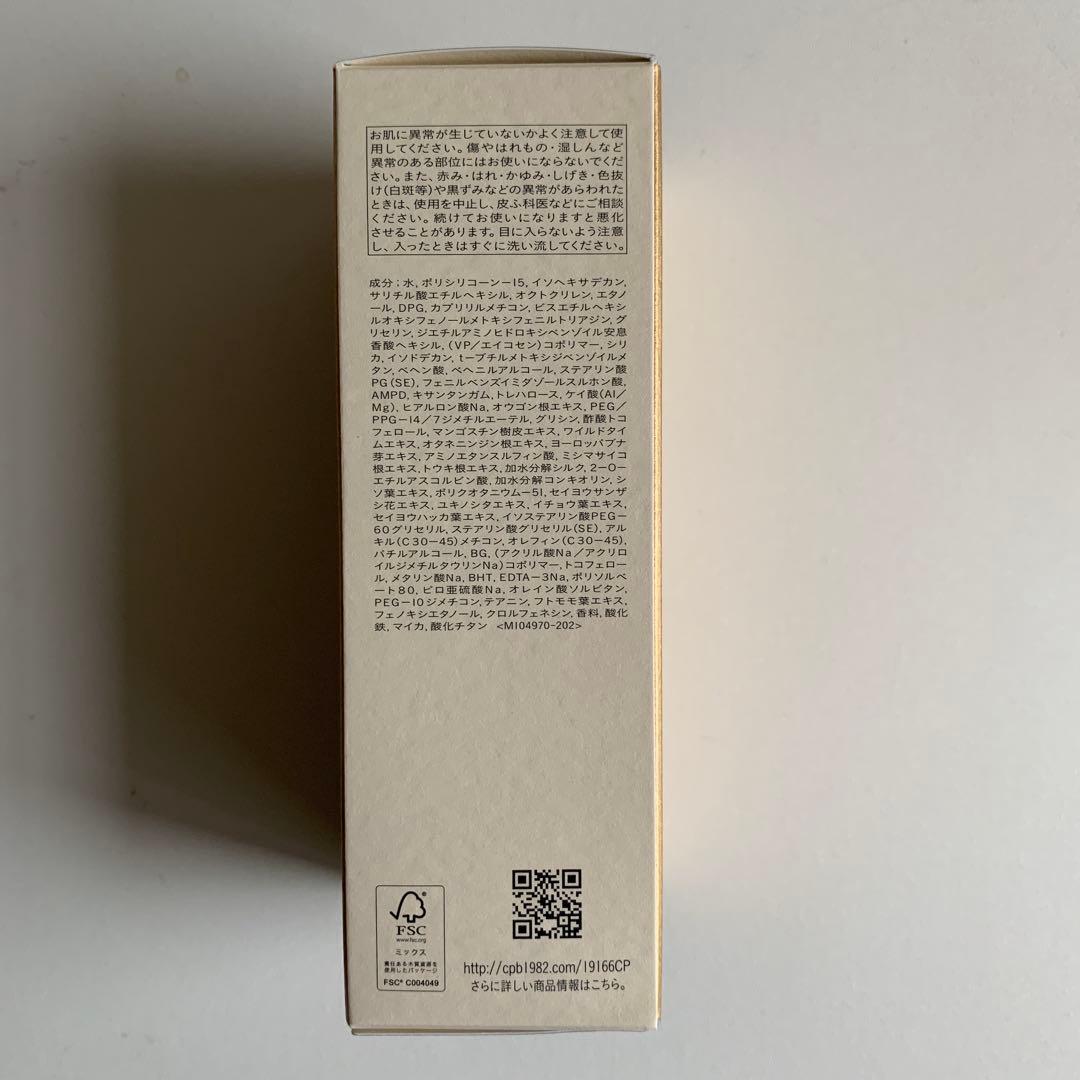 お肌に異常が生じていないかよく注意して使
用してください。傷やはれもの・湿しんなど
異常のある部位にはお使いにならないでくだ
さい。また、赤み・はれ・かゆみ・しげき・色抜
け(白斑等)や黒ずみなどの異常があらわれた
ときは、使用を中止し、皮ふ科医などにご相談
ください。続けてお使いになりますと悪化
させることがあります。目に入らないよう注意
し、入ったときはすぐに洗い流してください。
成分：水，ポリシリコーン－15，イソヘキサデカン，
サリチル酸エチルヘキシル，オクトクリレン，エタノ
ール，DPG，カプリリルメチコン，ビスエチルヘキシ
ルオキシフェノールメトキシフェニルトリアジン，グ
リセリン，ジエチルアミノヒドロキシベンゾイル安息
香酸ヘキシル，(VP／エイコセン)コポリマー，シリ
カ，イソドデカン，t－ブチルメトキシジベンゾイルメ
タン，ベヘン酸，ベヘニルアルコール，ステアリン酸
PG(SE)，フェニルベンズイミダゾールスルホン酸，
AMPD，キサンタンガム，トレハロース，ケイ酸(Al／
Mg)，ヒアルロン酸Na，オウゴン根エキス，PEG／
PPG－14／7ジメチルエーテル，グリシン，酢酸トコ
フェロール，マンゴスチン樹皮エキス，ワイルドタイ
ムエキス，オタネニンジン根エキス，ヨーロッパブナ
芽エキス，アミノエタンスルフィン酸，ミシマサイコ
根エキス，トウキ根エキス，加水分解シルク，2－O－
エチルアスコルビン酸，加水分解コンキオリン，シ
ソ葉エキス，ポリクオタニウム－51，セイヨウサンザ
シ花エキス，ユキノシタエキス，イチョウ葉エキス，
セイヨウハッカ葉エキス，イソステアリン酸PEG－
60グリセリル，ステアリン酸グリセリル(SE)，アル
キル(C30－45)メチコン，オレフィン(C30－45)，
バチルアルコール，BG，(アクリル酸Na／アクリロ
イルジメチルタウリンNa)コポリマー，トコフェロー
ル，メタリン酸Na，BHT，EDTA－3Na，ポリソルベ
ート80，ピロ亜硫酸Na，オレイン酸ソルビタン，
PEG－10ジメチコン，テアニン，フトモモ葉エキス，
フェノキシエタノール，クロルフェネシン，香料，酸化
鉄，マイカ，酸化チタン <M104970-202>
FSC
www.fsc.org
ミックス
責任ある木質資源を
使用したパッケージ
FSC® C004049
http://cpb1982.com/19166CP
さらに詳しい商品情報はこちら。